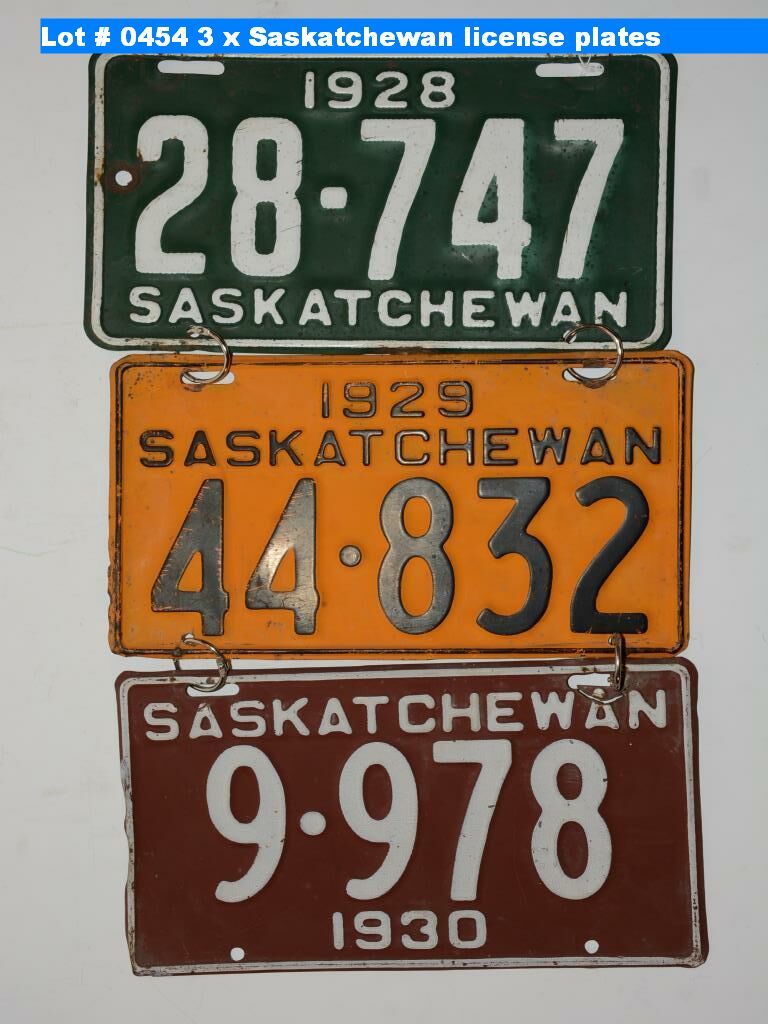 Lot # 0454 3 x Saskatchewan license plates
1928
28-747
SASKATCHEWAN
1929
SASKATCHEWAN
44·832
SASKATCHEWAN
9·978
1930